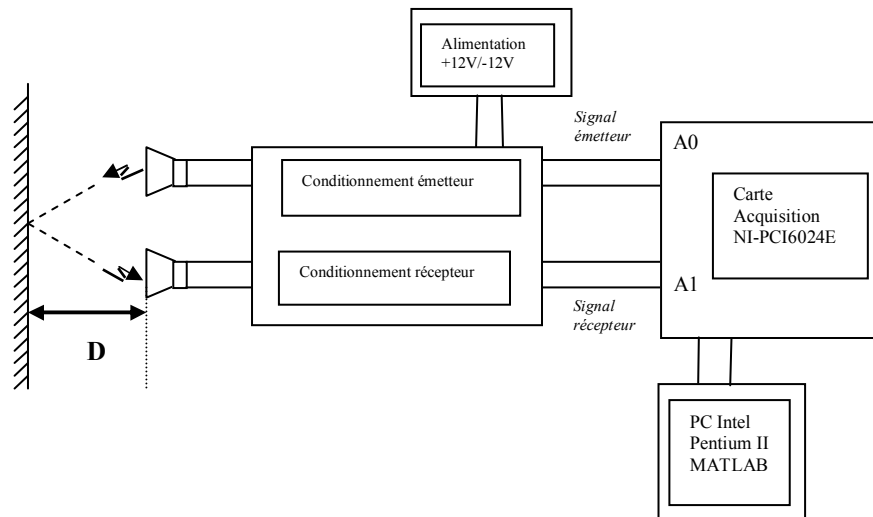 Alimentation
+12V/-12V
Signal
émetteur
A0
Conditionnement émetteur
Carte
Acquisition
NI-PCI6024E
Conditionnement récepteur
A1
Signal
récepteur
D
PC Intel
Pentium II
MATLAB